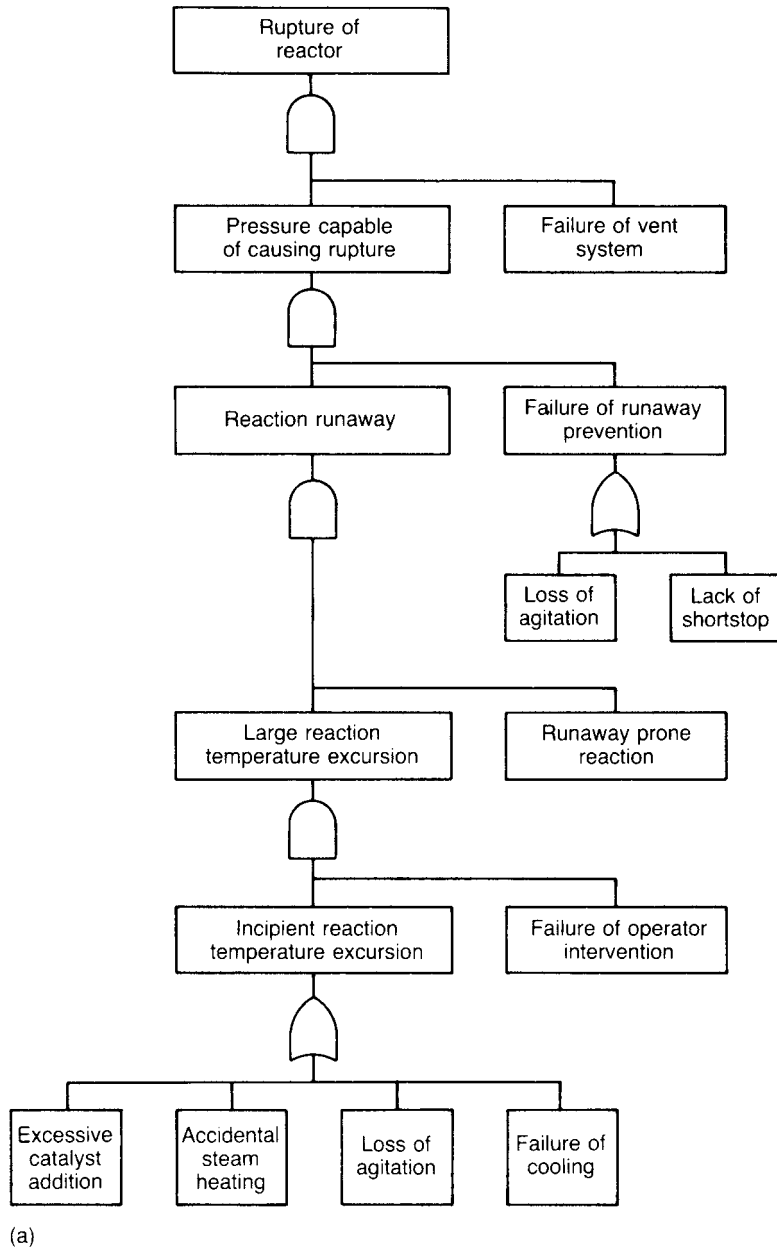 Rupture of
reactor
Pressure capable
of causing rupture
Failure of vent
system
Reaction runaway
Failure of runaway
prevention
Loss of
agitation
Lack of
shortstop
Large reaction
temperature excursion
Runaway prone
reaction
Incipient reaction
temperature excursion
Failure of operator
intervention
Excessive
catalyst
addition
Accidental
steam
heating
Loss of
agitation
Failure of
cooling
(a)